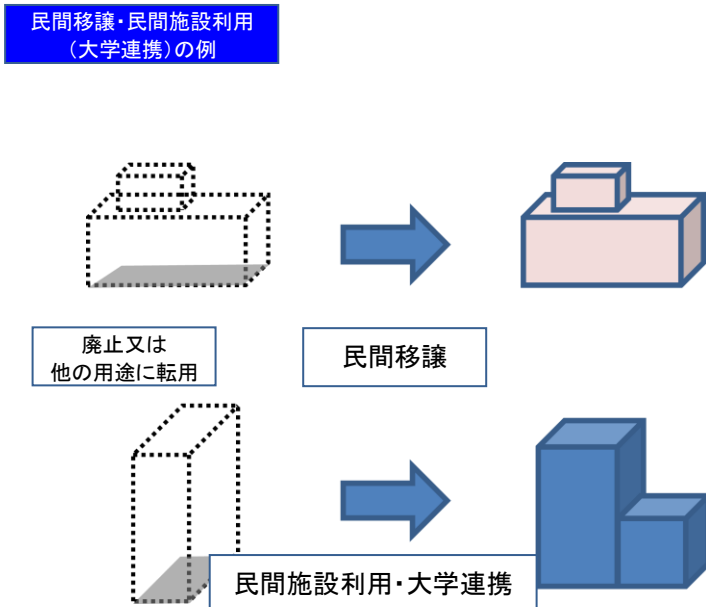 民間移譲・民間施設利用
（大学連携）の例
廃止又は
他の用途に転用
民間移譲
民間施設利用・大学連携